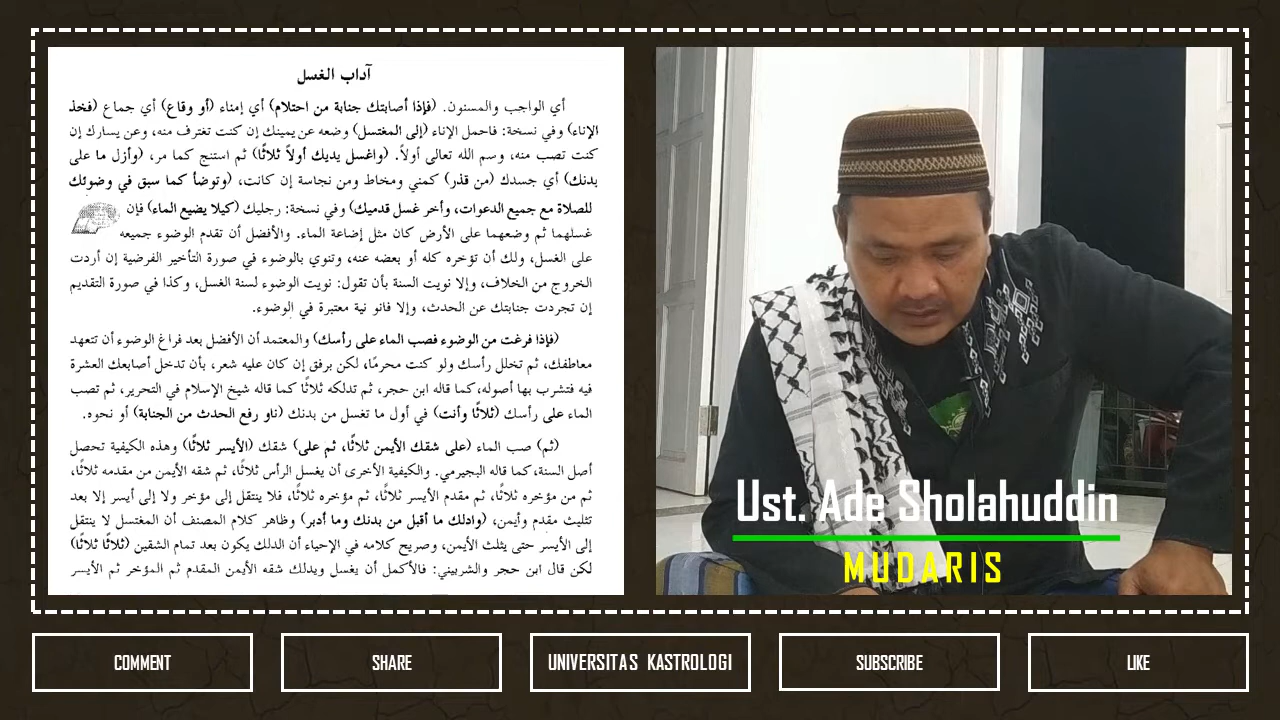 آداب الغسل
أي الواجب والمسنون. (فإذا أصابتك جنابة من احتلام) أي إمناء (أو وقاع) أي جماع (فخذ
الإناء) وفي نسخة: فاحمل الإناء (إلى المغتسل) وضعه عن يمينك إن كنت تغترف منه، وعن يسارك إن
كنت تصب منه، وسم الله تعالى أولاً. (واغسل يديك أولاً ثلاثًا) ثم استنج كما مر، (وأزل ما على
بدنك) أي جسدك (من قذر) كمني ومخاط ومن نجاسة إن كانت، (وتوضأ كما سبق في وضوئك
للصلاة مع جميع الدعوات، وأخر غسل قدميك) وفي نسخة: رجليك (كيلا يضيع الماء) فإن
غسلهما ثم وضعهما على الأرض كان مثل إضاعة الماء. والأفضل أن تقدم الوضوء جميعه
على الغسل، ولك أن تؤخره كله أو بعضه عنه، وتنوي بالوضوء في صورة التأخير الفرضية إن أردت
الخروج من الخلاف، وإلا نويت السنة بأن تقول: نويت الوضوء لسنة الغسل، وكذا في صورة التقديم
إن تجردت جنابتك عن الحدث، وإلا فانو نية معتبرة في الوضوء.
(فإذا فرغت من الوضوء فصب الماء على رأسك) والمعتمد أن الأفضل بعد فراغ الوضوء أن تتعهد
معاطفك، ثم تخلل رأسك ولو كنت محرمًا، لكن برفق إن كان عليه شعر، بأن تدخل أصابعك العشرة
فيه فتشرب بها أصوله، كما قاله ابن حجر، ثم تدلكه ثلاثًا كما قاله شيخ الإسلام في التحرير، ثم تصب
الماء على رأسك (ثلاثًا وأنت) في أول ما تغسل من بدنك (ناو رفع الحدث من الجنابة) أو نحوه.
(ثم) صب الماء (على شقك الأيمن ثلاثًا، ثم على) شقك (الأيسر ثلاثًا) وهذه الكيفية تحصل
أصل السنة، كما قاله البجيرمي. والكيفية الأخرى أن يغسل الرأس ثلاثًا، ثم شقه الأيمن من مقدمه ثلاثًا،
ثم من مؤخره ثلاثًا، ثم مقدم الأيسر ثلاثًا، ثم مؤخره ثلاثًا، فلا ينتقل إلى مؤخر ولا إلى أيسر إلا بعد
تثليث مقدم وأيمن، (وادلك ما أقبل من بدنك وما أدبر) وظاهر كلام المصنف أن المغتسل لا ينتقل
إلى الأيسر حتى يثلث الأيمن، وصريح كلامه في الإحياء أن الدلك يكون بعد تمام الشقين (ثلاثًا ثلاثًا)
لكن قال ابن حجر والشربيني: فالأكمل أن يغسل ويدلك شقه الأيمن المقدم ثم المؤخر ثم الأيسر
Ust. Ade Sholahuddin
MUDARIS
COMMENT
SHARE
UNIVERSITAS KASTROLOGI
SUBSCRIBE
LIKE